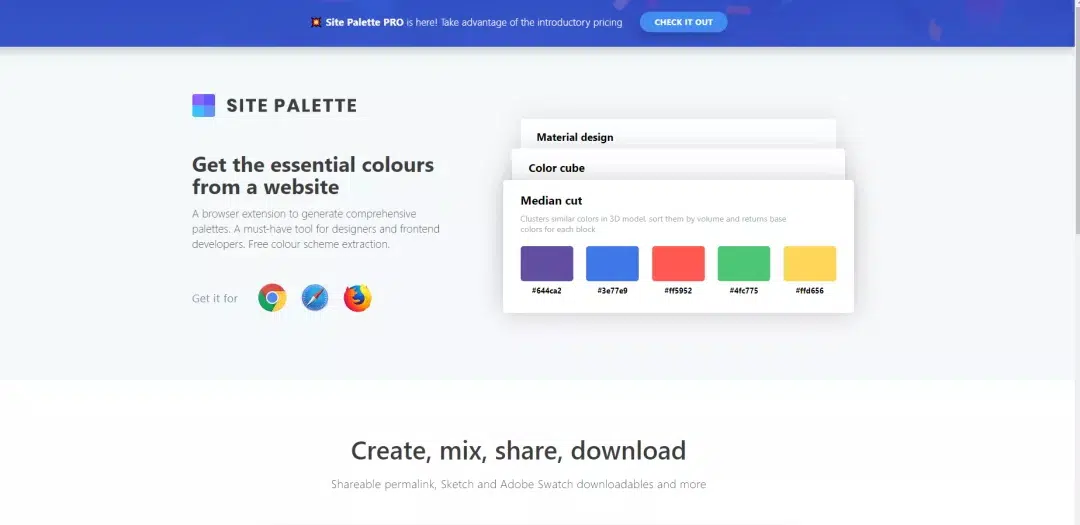 Site Palette PRO is here! Take advantage of the introductory pricing
CHECK IT OUT
SITE PALETTE
Get the essential colours
from a website
A browser extension to generate comprehensive
palettes. A must-have tool for designers and frontend
developers. Free colour scheme extraction.
Get it for
Material design
Color cube
Median cut
Clusters similar colors in 3D model, sort them by volume and returns base
colors for each block
#644ca2
#3e77e9
#ff5952
#4fc775
#ffd656
Create, mix, share, download
Shareable permalink, Sketch and Adobe Swatch downloadables and more